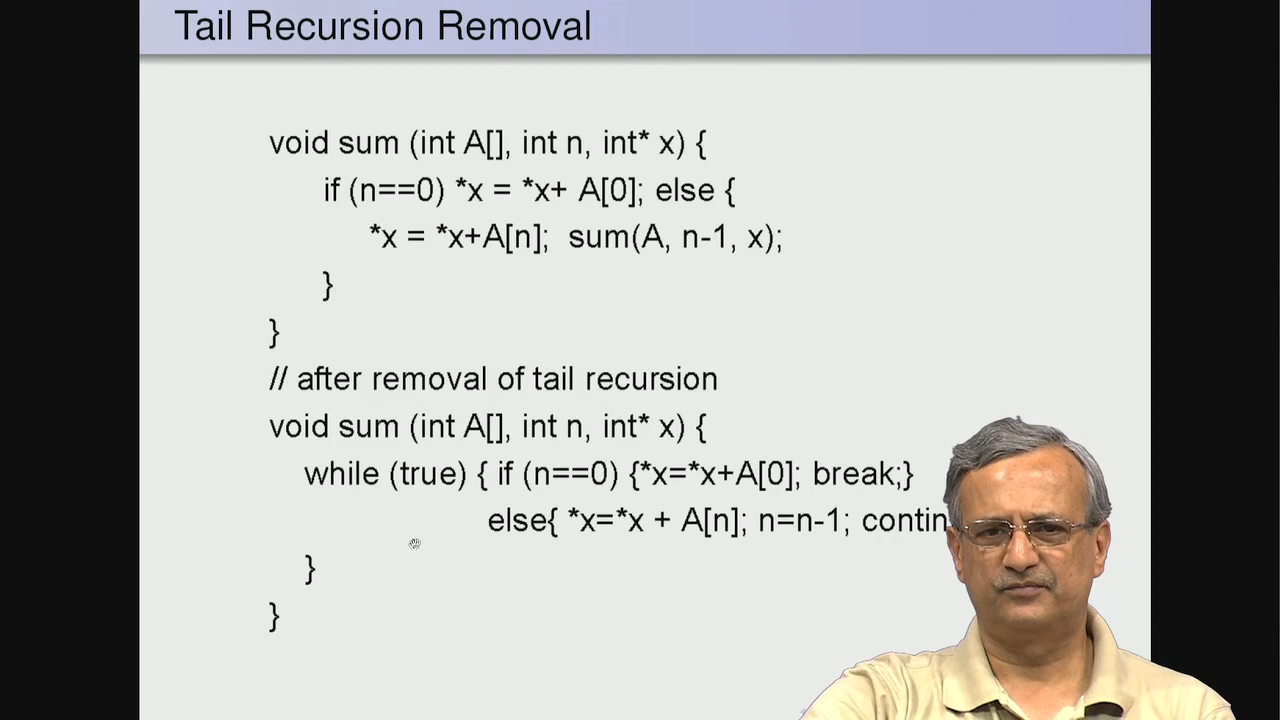 Tail Recursion Removal
void sum (int A[], int n, int* x) {
if (n==0) *x = *x+ A[0]; else {
*x = *x+A[n]; sum(A, n-1, x);
}
}
// after removal of tail recursion
void sum (int A[], int n, int* x) {
while (true) { if (n==0) {*x=*x+A[0]; break;}
else{ *x=*x + A[n]; n=n-1;
}
}